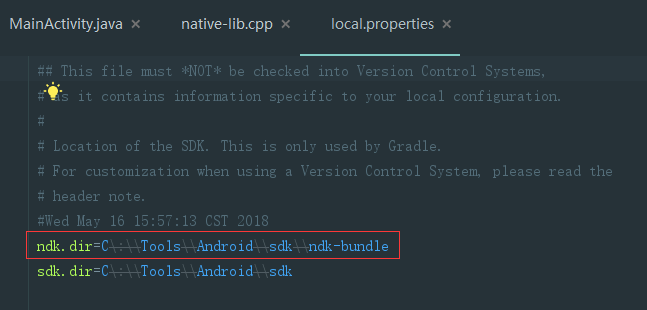 MainActivity.java × native-lib.cpp × local.properties ×
## This file must *NOT* be checked into Version Control Systems,
# as it contains information specific to your local configuration.
#
# Location of the SDK. This is only used by Gradle.
# For customization when using a Version Control System, please read the
# header note.
#Wed May 16 15:57:13 CST 2018
ndk.dir=C\:\\Tools\\Android\\sdk\\ndk-bundle
sdk.dir=C\:\\Tools\\Android\\sdk